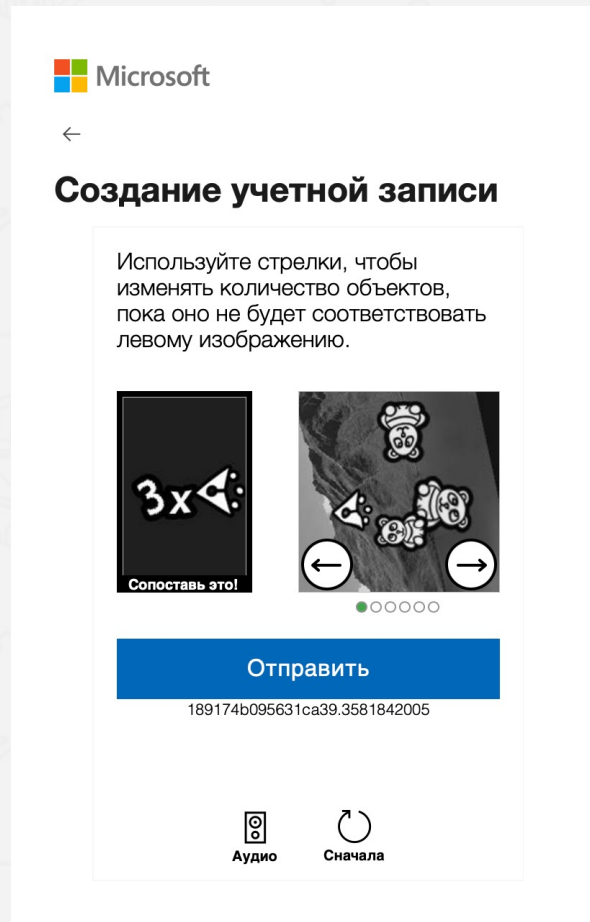 Microsoft
Создание учетной записи
Используйте стрелки, чтобы
изменять количество объектов,
пока оно не будет соответствовать
левому изображению.
3x
Сопоставь это!
Отправить
189174b095631ca39.3581842005
Аудио
Сначала